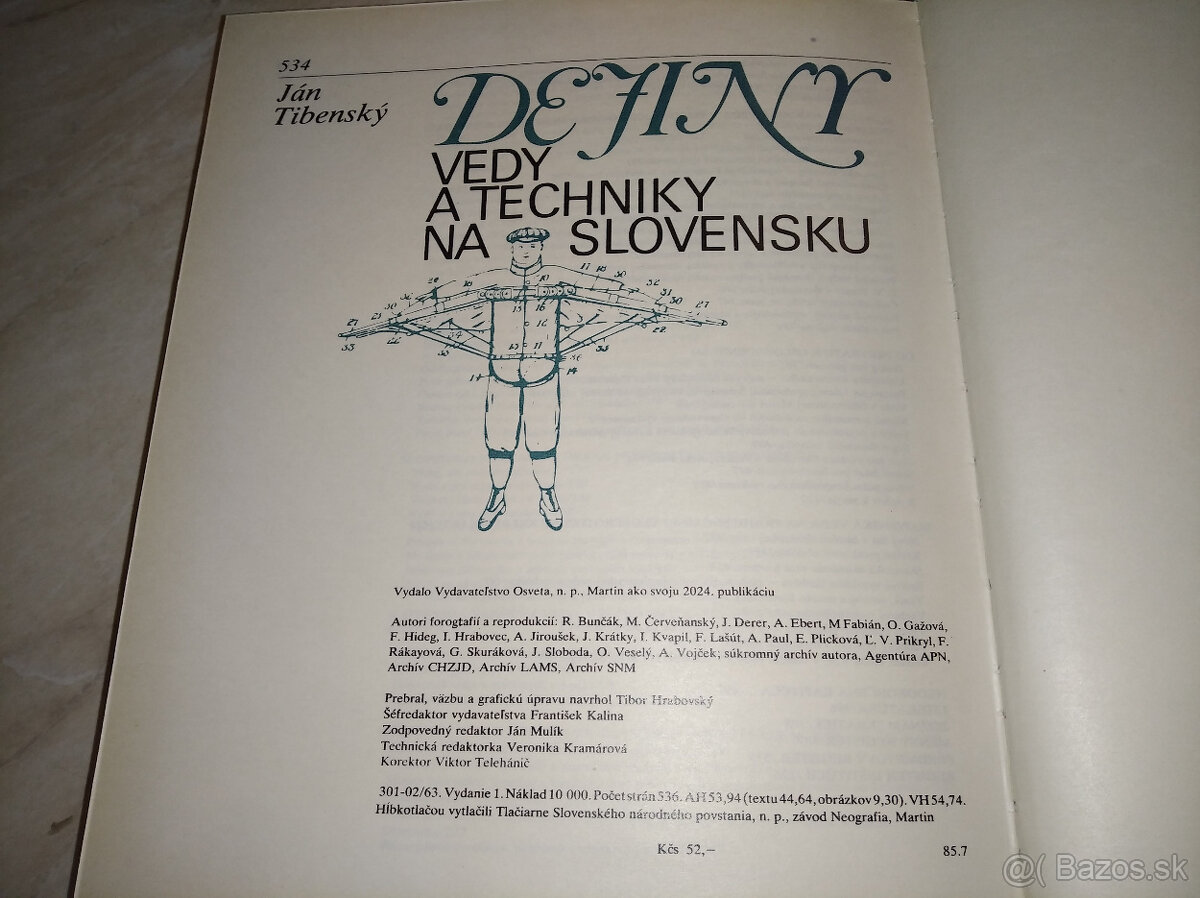 534
Ján
Tibenský
DEJINY
VEDY
A TECHNIKY
NA SLOVENSKU
Vydalo Vydavateľstvo Osveta, n. p., Martin ako svoju 2024. publikáciu
Autori forogtafií a reprodukcií: R. Bunčák, M. Červeňanský, J. Derer, A. Ebert, M Fabián, O. Gažová,
F. Hideg, I. Hrabovec, A. Jiroušek, J. Krátky, I. Kvapil, F. Lašút, A. Paul, E. Plicková, Ľ. V. Prikryl, F.
Rákayová, G. Skuráková, J. Sloboda, O. Veselý, A. Vojček; súkromný archív autora, Agentúra APN,
Archív CHZJD, Archív LAMS, Archív SNM
Prebral, väzbu a grafickú úpravu navrhol Tibor Hrabovský
Šéfredaktor vydavateľstva František Kalina
Zodpovedný redaktor Ján Mulík
Technická redaktorka Veronika Kramárová
Korektor Viktor Telehánič
301-02/63. Vydanie 1. Náklad 10 000. Počet strán 536. AH 53,94 (textu 44,64, obrázkov 9,30). VH 54,74.
Hĺbkotlačou vytlačili Tlačiarne Slovenského národného povstania, n. p., závod Neografia, Martin
Kčs 52,–
85.7
@( Bazos.sk